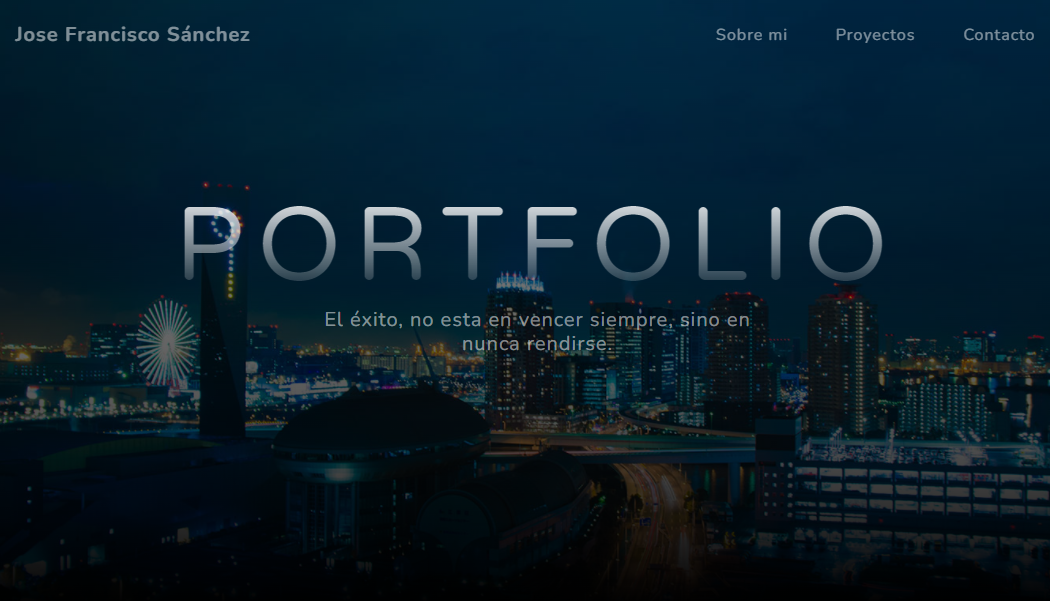 Jose Francisco Sánchez
Sobre mi
Proyectos
Contacto
PORTFOLIO
El éxito, no esta en vencer siempre, sino en
nunca rendirse.